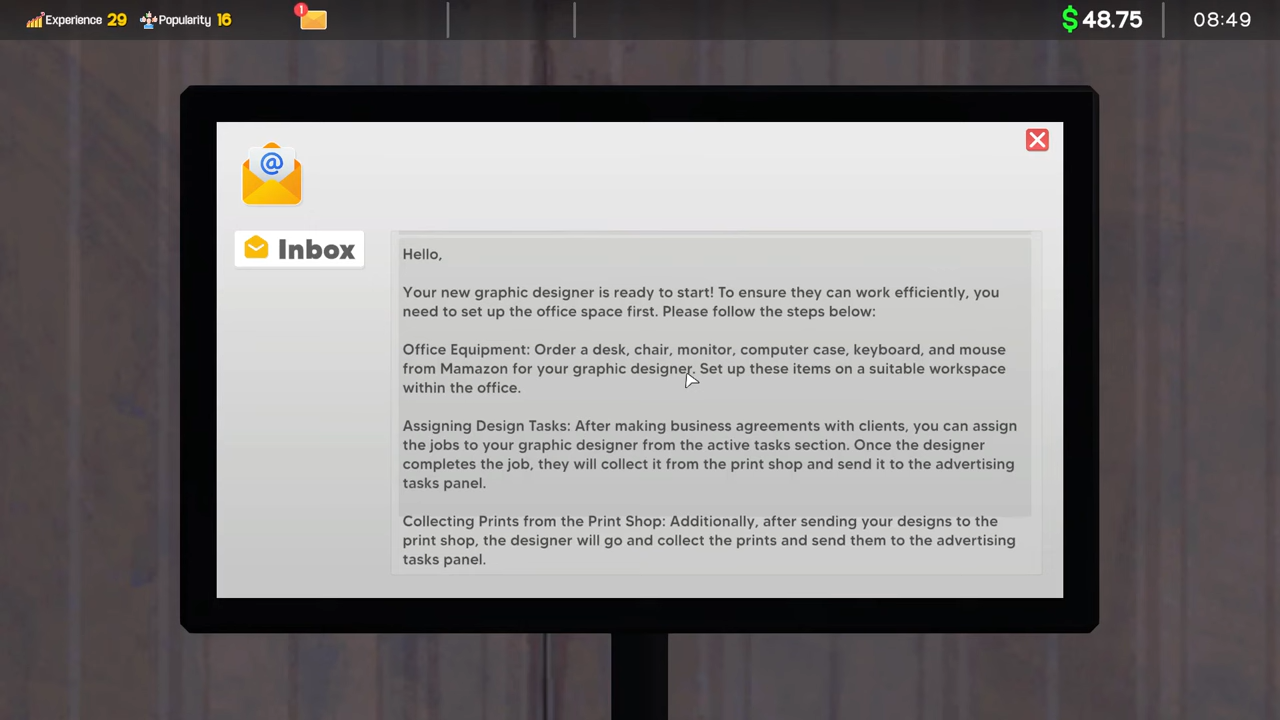 Experience 29 Popularity 16 1 $ 48.75 08:49
@
Inbox
Hello,
Your new graphic designer is ready to start! To ensure they can work efficiently, you
need to set up the office space first. Please follow the steps below:
Office Equipment: Order a desk, chair, monitor, computer case, keyboard, and mouse
from Mamazon for your graphic designer. Set up these items on a suitable workspace
within the office.
Assigning Design Tasks: After making business agreements with clients, you can assign
the jobs to your graphic designer from the active tasks section. Once the designer
completes the job, they will collect it from the print shop and send it to the advertising
tasks panel.
Collecting Prints from the Print Shop: Additionally, after sending your designs to the
print shop, the designer will go and collect the prints and send them to the advertising
tasks panel.